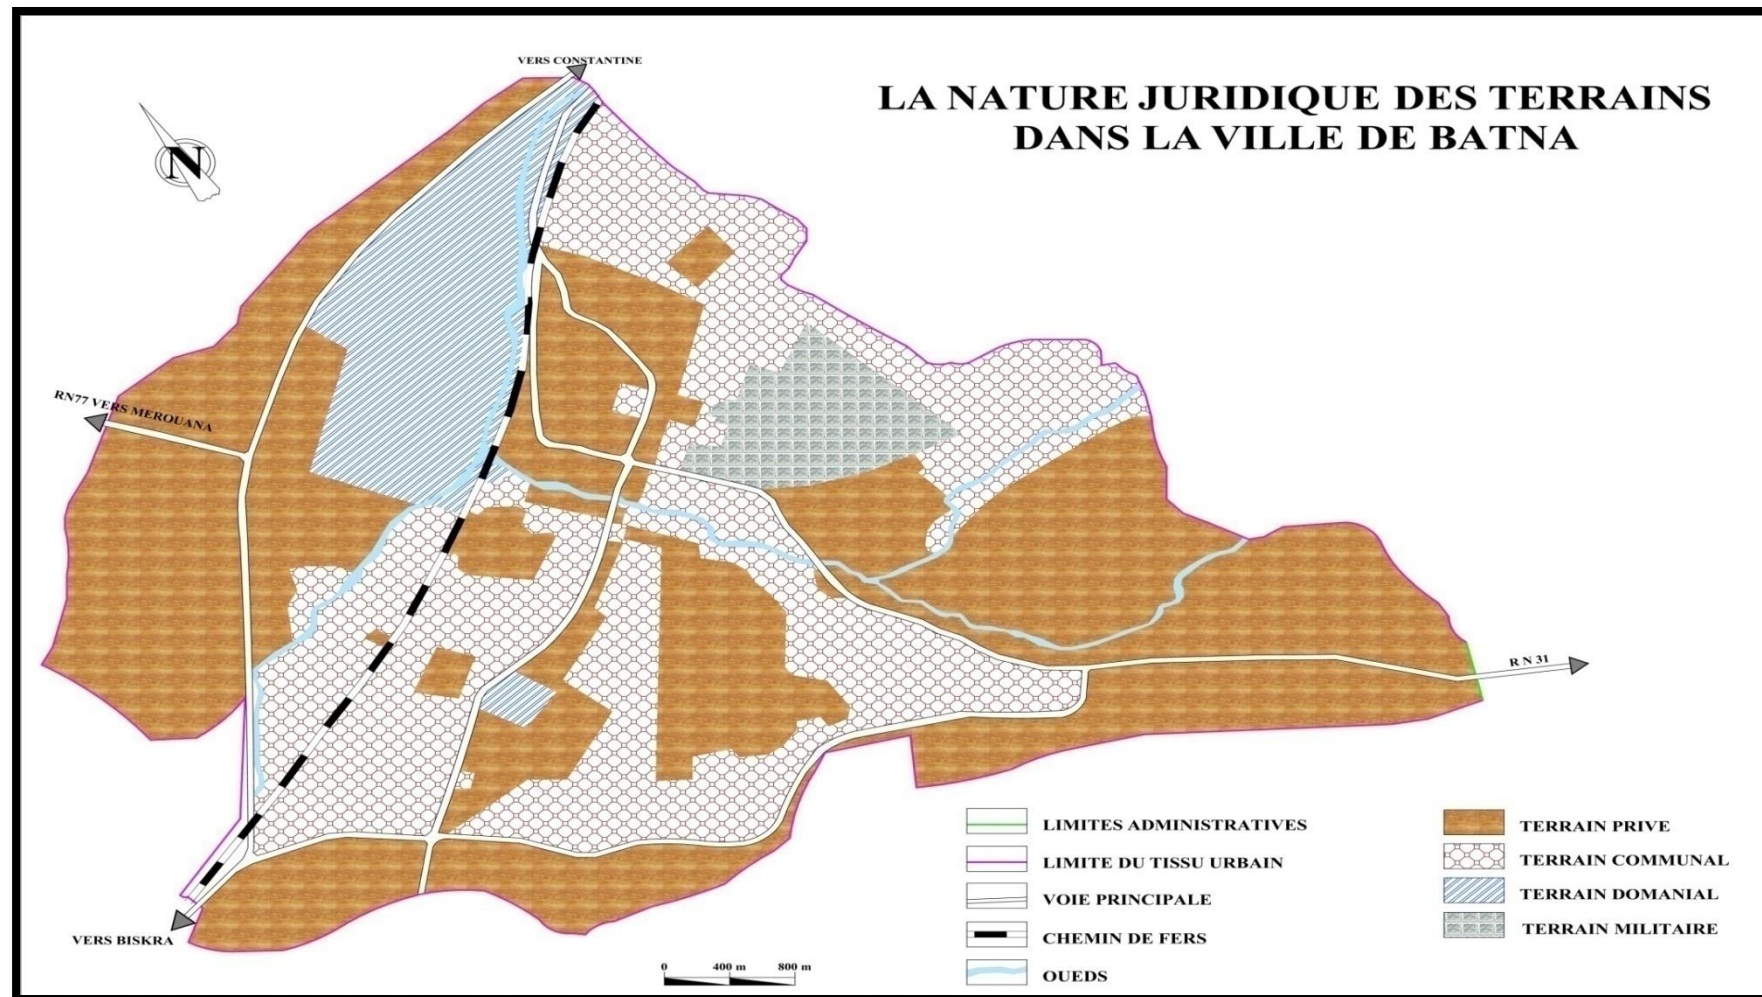 VERS CONSTANTINE
LA NATURE JURIDIQUE DES TERRAINS
DANS LA VILLE DE BATNA
N
RN77 VERS MEROUANA
R N 31
VERS BISKRA
0 400 m 800 m
LIMITES ADMINISTRATIVES
LIMITE DU TISSU URBAIN
VOIE PRINCIPALE
CHEMIN DE FERS
OUEDS
TERRAIN PRIVE
TERRAIN COMMUNAL
TERRAIN DOMANIAL
TERRAIN MILITAIRE